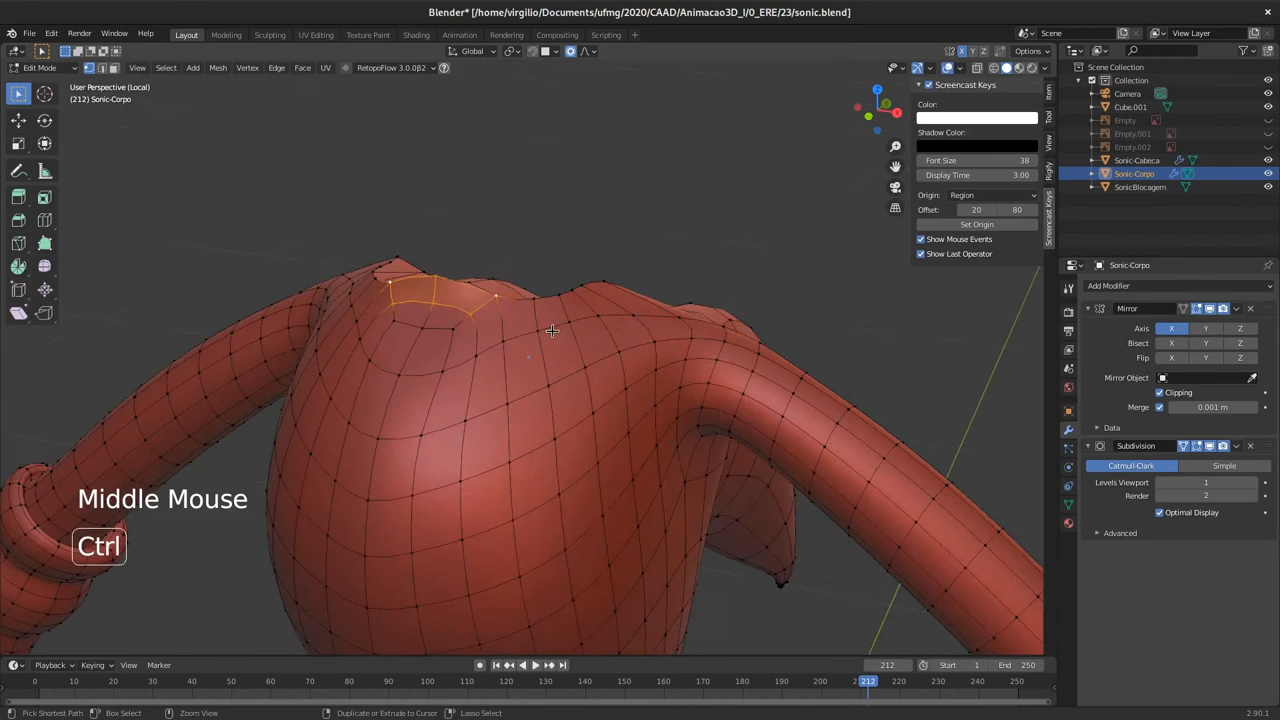 Blender* [/home/virgilio/Documents/ufmg/2020/CAAD/Animacao3D_I/0_ERE/23/sonic.blend]
File Edit Render Window Help Layout Modeling Sculpting UV Editing Texture Paint Shading Animation Rendering Compositing Scripting + Scene View Layer
Global X Y Z Options
Edit Mode View Select Add Mesh Vertex Edge Face UV RetopoFlow 3.0.0β2
User Perspective (Local)
(212) Sonic-Corpo
Z
X
Y
Screencast Keys
Color:
Shadow Color:
Font Size 38
Display Time 3.00
Origin: Region
Offset: 20 80
Set Origin
Show Mouse Events
Show Last Operator
Item
Tool
View
Rigify
Screencast Keys
Scene Collection
Collection
Camera
Cube.001
Empty
Empty.001
Empty.002
Sonic-Cabeca
Sonic-Corpo
SonicBlocagem
Sonic-Corpo
Add Modifier
Mirror
Axis X Y Z
Bisect X Y Z
Flip X Y Z
Mirror Object
Clipping
Merge 0.001 m
Data
Subdivision
Catmull-Clark Simple
Levels Viewport 1
Render 2
Optimal Display
Advanced
Middle Mouse
Ctrl
Playback Keying View Marker 212 Start 1 End 250
0 10 20 30 40 50 60 70 80 90 100 110 120 130 140 150 160 170 180 190 200 212 220 230 240 250
Pick Shortest Path Box Select Zoom View Duplicate or Extrude to Cursor Lasso Select 2.90.1